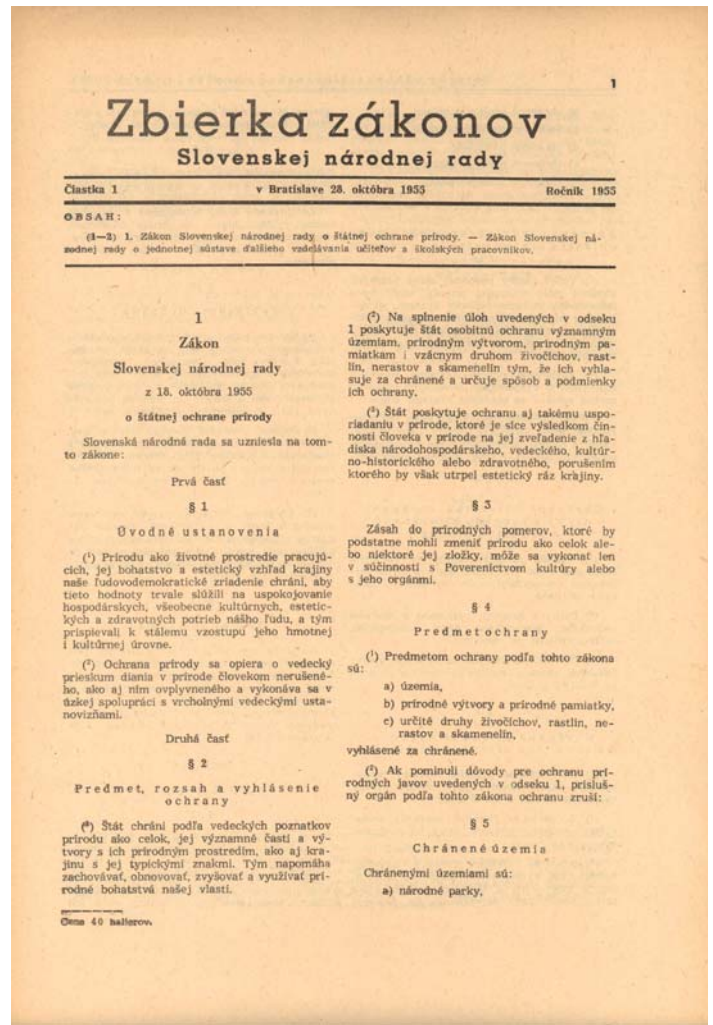 1
Zbierka zákonov
Slovenskej národnej rady
Čiastka 1 v Bratislave 28. októbra 1955 Ročník 1955
OBSAH:
(1—2) 1. Zákon Slovenskej národnej rady o štátnej ochrane prírody. — Zákon Slovenskej ná-
rodnej rady o jednotnej sústave ďalšieho vzdelávania učiteľov a školských pracovníkov.
1
Zákon
Slovenskej národnej rady
z 18. októbra 1955
o štátnej ochrane prírody
Slovenská národná rada sa uzniesla na tom-
to zákone:
Prvá časť
§ 1
Úvodné ustanovenia
(¹) Prírodu ako životné prostredie pracujú-
cich, jej bohatstvo a estetický vzhľad krajiny
naše ľudovodemokratické zriadenie chráni, aby
tieto hodnoty trvale slúžili na uspokojovanie
hospodárskych, všeobecne kultúrnych, estetic-
kých a zdravotných potrieb nášho ľudu, a tým
prispievali k stálemu vzostupu jeho hmotnej
i kultúrnej úrovne.
(²) Ochrana prírody sa opiera o vedecký
prieskum diania v prírode človekom nerušené-
ho, ako aj ním ovplyvneného a vykonáva sa v
úzkej spolupráci s vrcholnými vedeckými usta-
novizňami.
Druhá časť
§ 2
Predmet, rozsah a vyhlásenie
ochrany
(¹) Štát chráni podľa vedeckých poznatkov
prírodu ako celok, jej významné časti a vý-
tvory s ich prírodným prostredím, ako aj kra-
jinu s jej typickými znakmi. Tým napomáha
zachovávať, obnovovať, zvyšovať a využívať prí-
rodné bohatstvá našej vlasti.
Cena 40 halierov.
(²) Na splnenie úloh uvedených v odseku
1 poskytuje štát osobitnú ochranu významným
územiam, prírodným výtvorom, prírodným pa-
miatkam i vzácnym druhom živočíchov, rast-
lín, nerastov a skamenelín tým, že ich vyhla-
suje za chránené a určuje spôsob a podmienky
ich ochrany.
(³) Štát poskytuje ochranu aj takému uspo-
riadaniu v prírode, ktoré je síce výsledkom čin-
nosti človeka v prírode na jej zveľadenie z hľa-
diska národohospodárskeho, vedeckého, kultúr-
no-historického alebo zdravotného, porušením
ktorého by však utrpel estetický ráz krajiny.
§ 3
Zásah do prírodných pomerov, ktoré by
podstatne mohli zmeniť prírodu ako celok ale-
bo niektoré jej zložky, môže sa vykonať len
v súčinnosti s Povereníctvom kultúry alebo
s jeho orgánmi.
§ 4
Predmet ochrany
(¹) Predmetom ochrany podľa tohto zákona
sú:
a) územia,
b) prírodné výtvory a prírodné pamiatky,
c) určité druhy živočíchov, rastlín, ne-
rastov a skamenelín,
vyhlásené za chránené.
(²) Ak pominuli dôvody pre ochranu prí-
rodných javov uvedených v odseku 1, prísluš-
ný orgán podľa tohto zákona ochranu zruší:
§ 5
Chránené územia
Chránenými územiami sú:
a) národné parky,